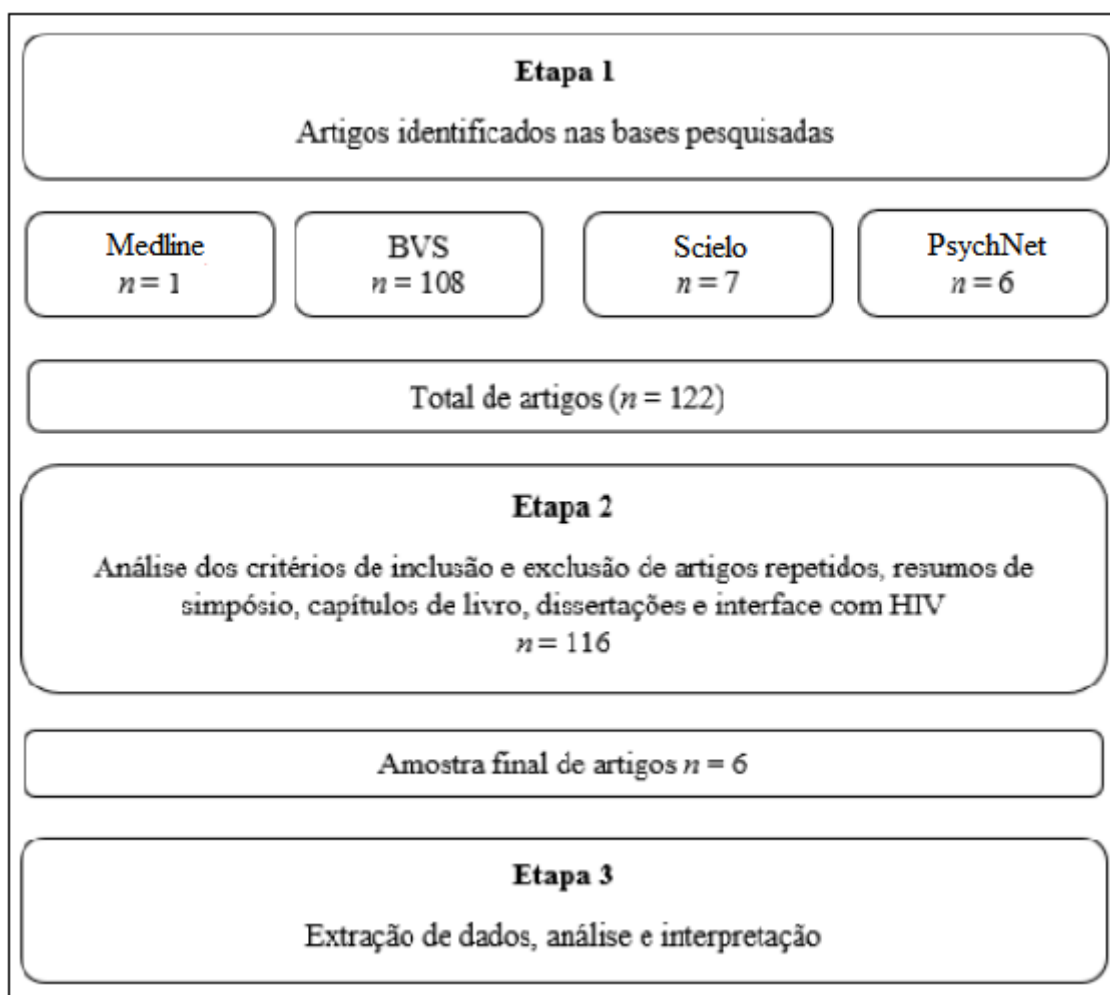 Etapa 1
Artigos identificados nas bases pesquisadas
Medline
n = 1
BVS
n = 108
Scielo
n = 7
PsychNet
n = 6
Total de artigos (n = 122)
Etapa 2
Análise dos critérios de inclusão e exclusão de artigos repetidos, resumos de
simpósio, capítulos de livro, dissertações e interface com HIV
n = 116
Amostra final de artigos n = 6
Etapa 3
Extração de dados, análise e interpretação